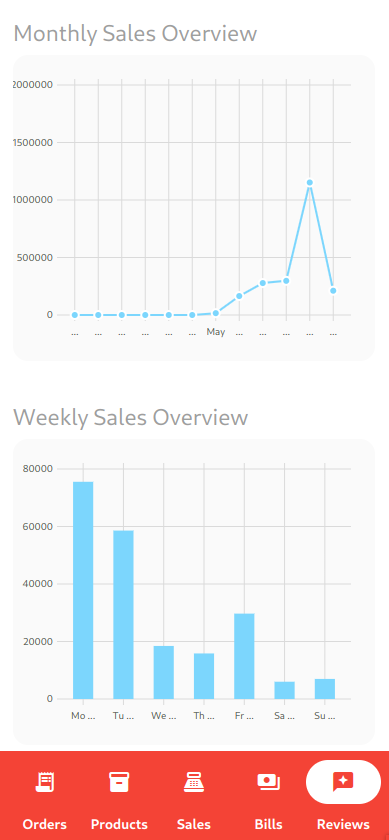 Monthly Sales Overview
2000000
1500000
1000000
500000
0
... ... ... ... ... ... May ... ... ... ... ...
Weekly Sales Overview
80000
60000
40000
20000
0
Mo ... Tu ... We ... Th ... Fr ... Sa ... Su ...
Orders Products Sales Bills Reviews